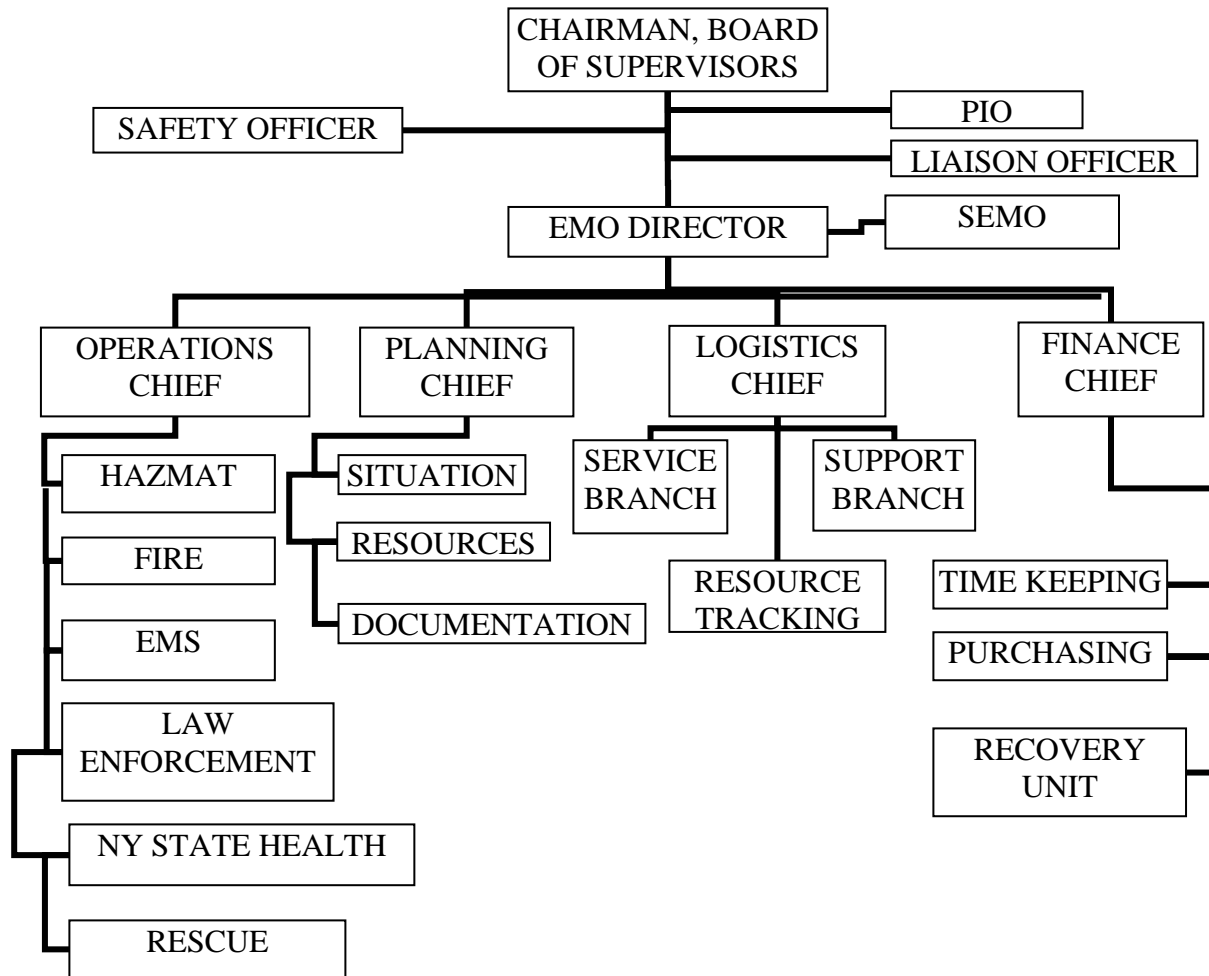 CHAIRMAN, BOARD
OF SUPERVISORS
SAFETY OFFICER
PIO
LIAISON OFFICER
EMO DIRECTOR
SEMO
OPERATIONS
CHIEF
PLANNING
CHIEF
LOGISTICS
CHIEF
FINANCE
CHIEF
HAZMAT
FIRE
EMS
LAW
ENFORCEMENT
NY STATE HEALTH
RESCUE
SITUATION
RESOURCES
DOCUMENTATION
SERVICE
BRANCH
SUPPORT
BRANCH
RESOURCE
TRACKING
TIME KEEPING
PURCHASING
RECOVERY
UNIT